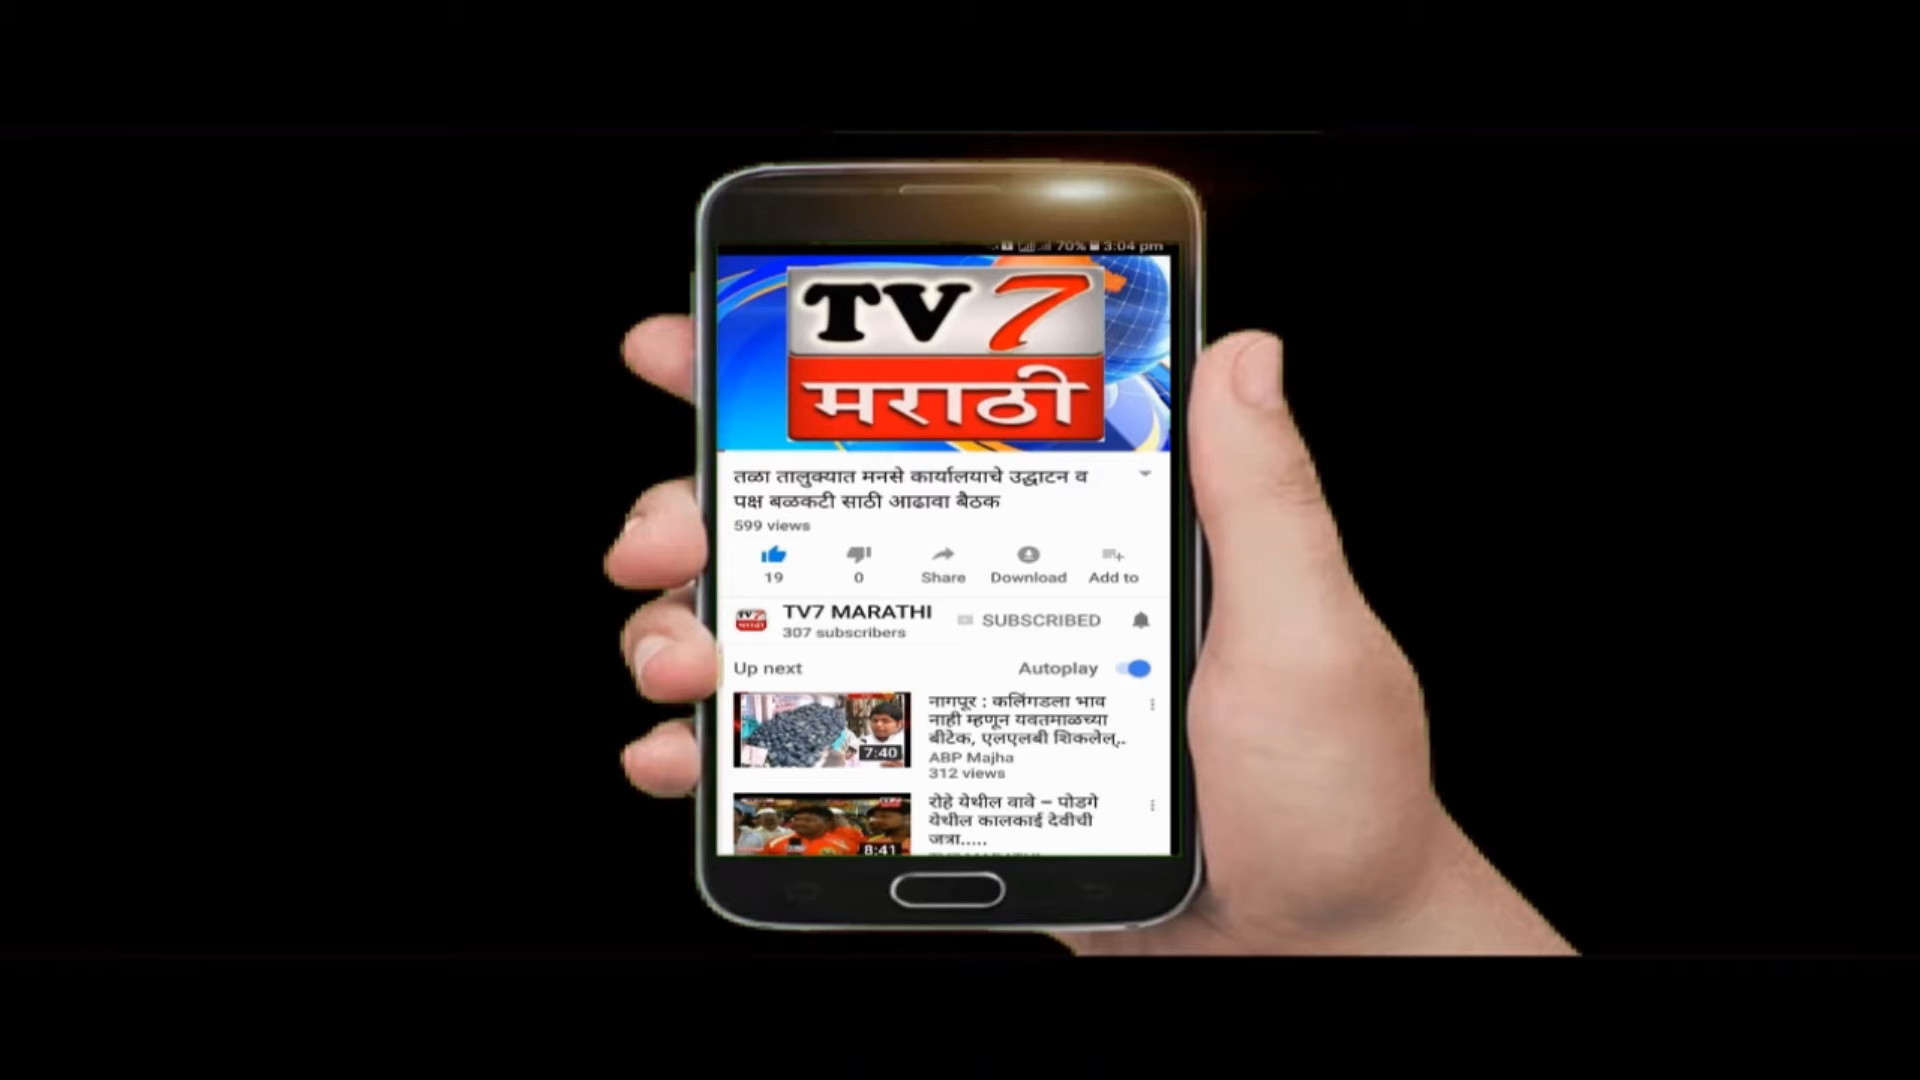 70% 3:04 pm
TV 7
मराठी
तळा तालुक्यात मनसे कार्यालयाचे उद्घाटन व
पक्ष बळकटी साठी आढावा बैठक
599 views
19
0
Share
Download
Add to
TV7 MARATHI
SUBSCRIBED
307 subscribers
Up next
Autoplay
नागपूर : कलिंगडला भाव
नाही म्हणून यवतमाळच्या
बीटेक, एलएलबी शिकलेल्..
ABP Majha
312 views
7:40
रोहे येथील वावे – पोडगे
येथील कालकाई देवीची
जत्रा.....
8:41